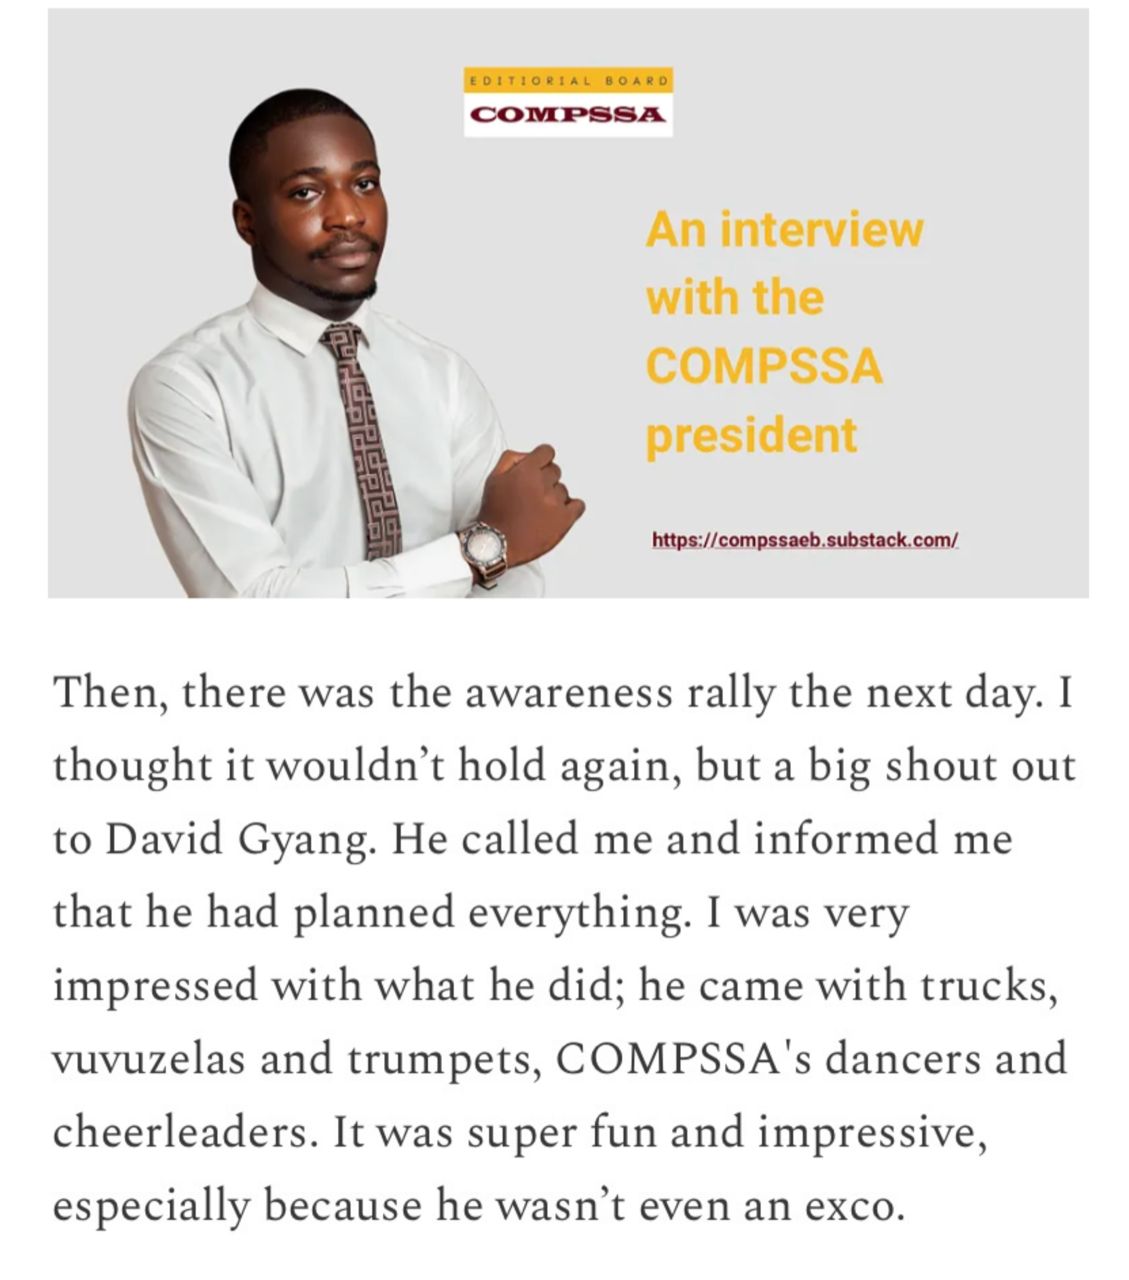 EDITIORIAL BOARD
COMPSSA
An interview
with the
COMPSSA
president
https://compssaeb.substack.com/
Then, there was the awareness rally the next day. I
thought it wouldn’t hold again, but a big shout out
to David Gyang. He called me and informed me
that he had planned everything. I was very
impressed with what he did; he came with trucks,
vuvuzelas and trumpets, COMPSSA's dancers and
cheerleaders. It was super fun and impressive,
especially because he wasn’t even an exco.